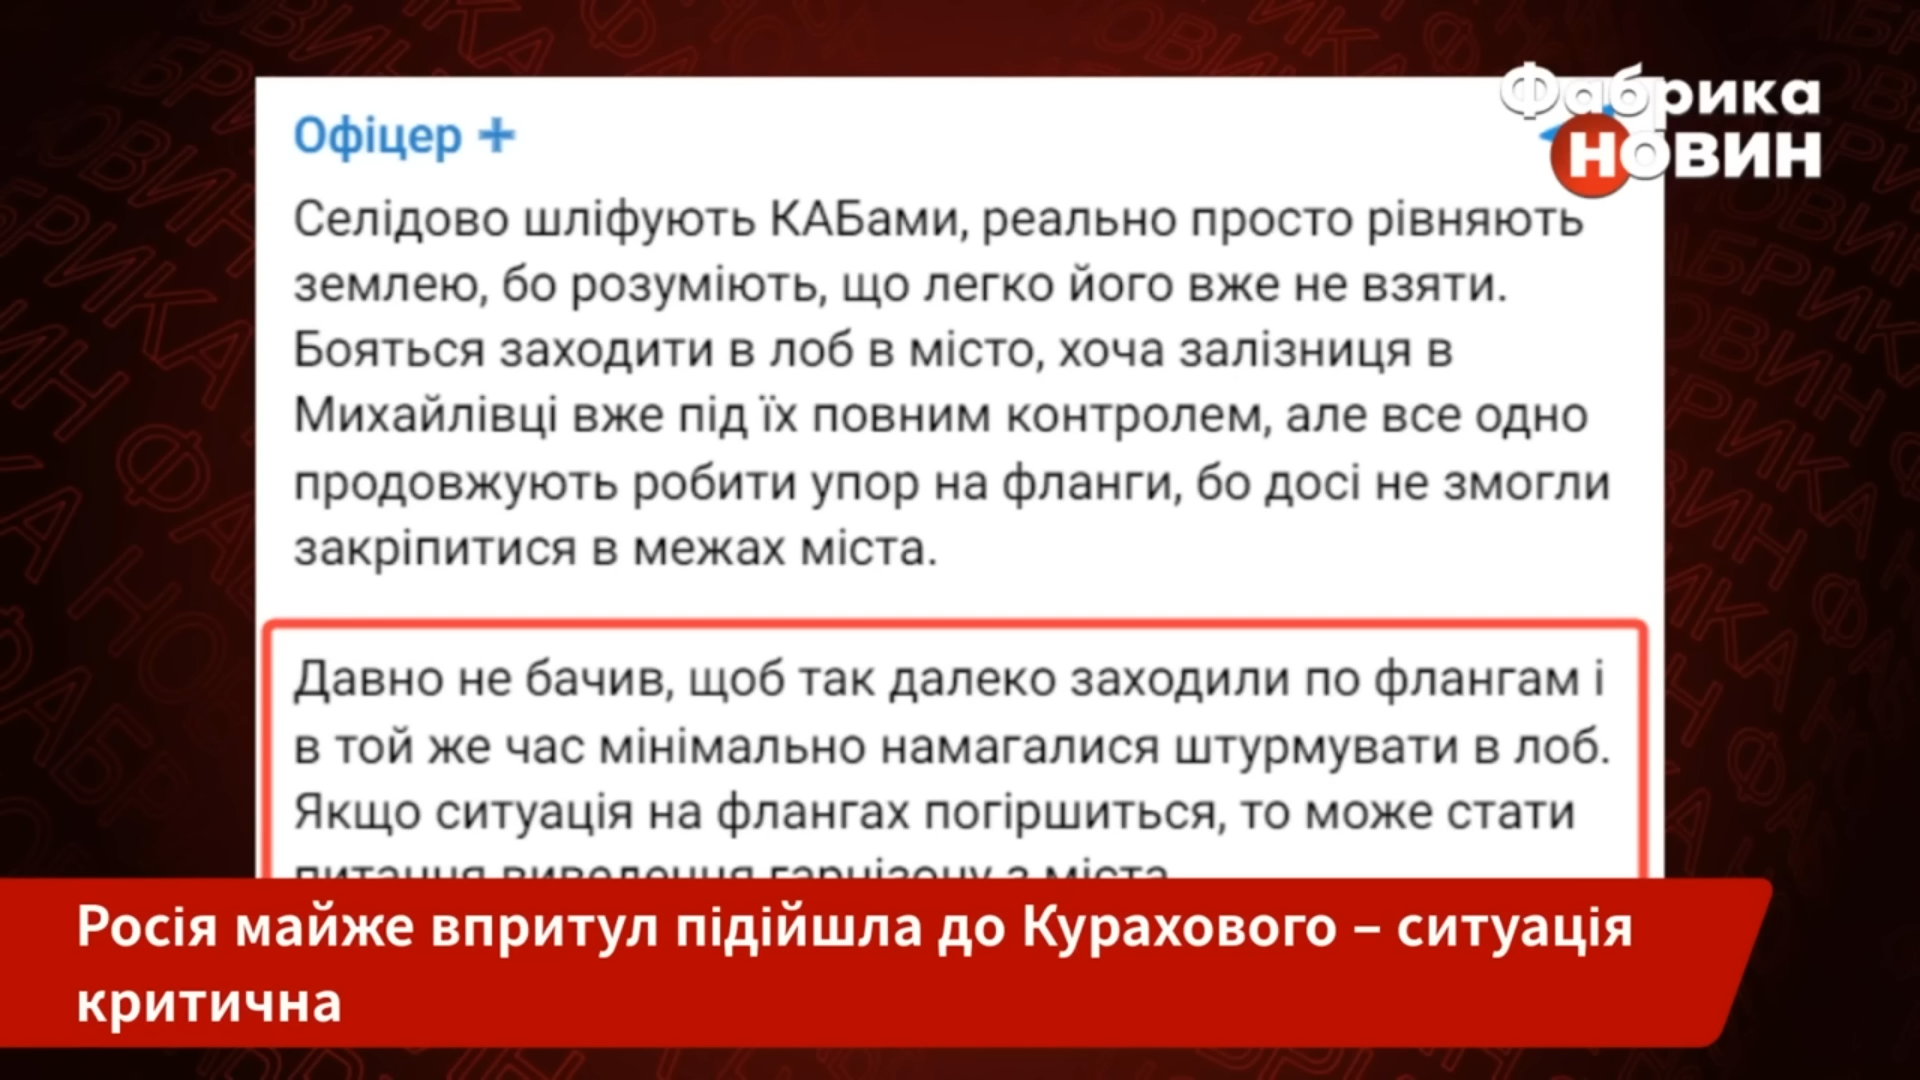 Фабрика
новин
Офіцер +
Селідово шліфують КАБами, реально просто рівняють
землею, бо розуміють, що легко його вже не взяти.
Бояться заходити в лоб в місто, хоча залізниця в
Михайлівці вже під їх повним контролем, але все одно
продовжують робити упор на фланги, бо досі не змогли
закріпитися в межах міста.
Давно не бачив, щоб так далеко заходили по флангам і
в той же час мінімально намагалися штурмувати в лоб.
Якщо ситуація на флангах погіршиться, то може стати
питання виведення гарнізону з міста
Росія майже впритул підійшла до Курахового – ситуація
критична